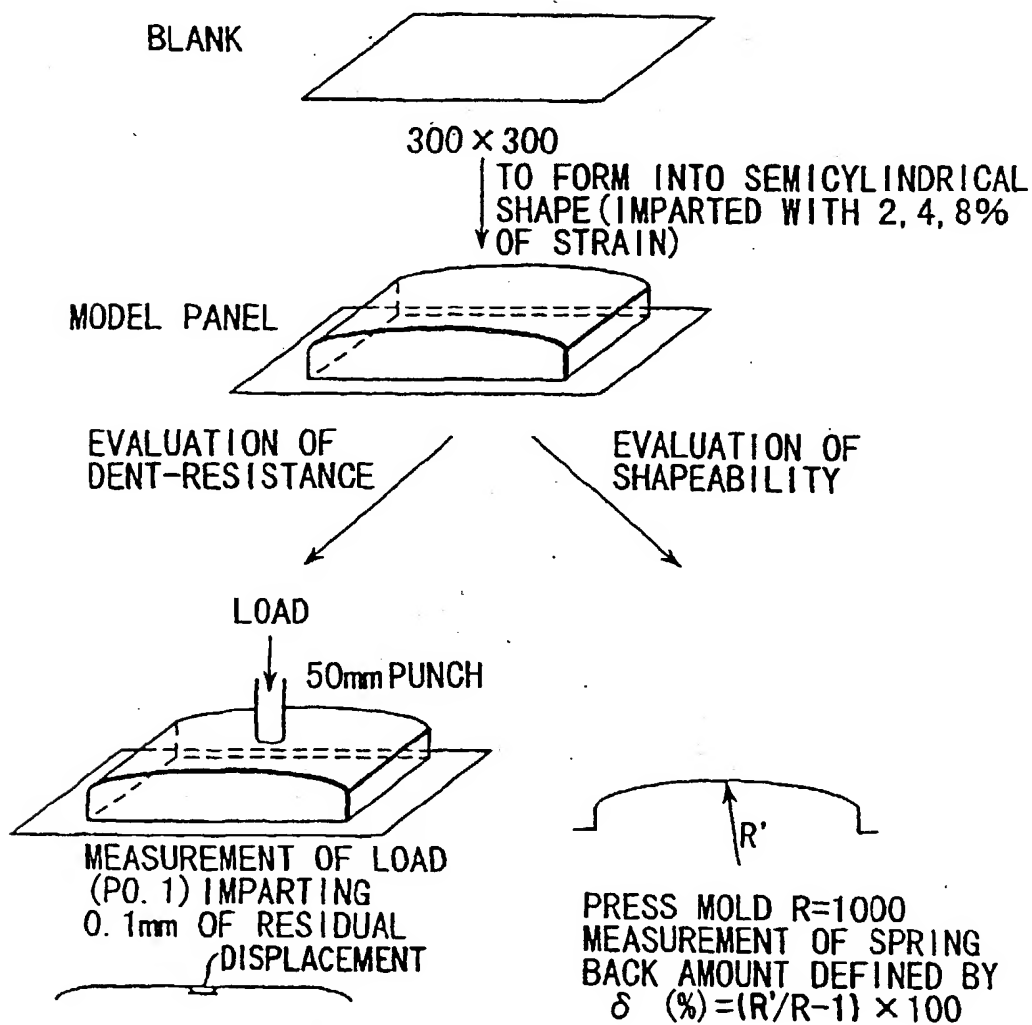 BLANK
300×300
TO FORM INTO SEMICYLINDRICAL
SHAPE(IMPARTED WITH 2, 4, 8%
OF STRAIN)
MODEL PANEL
EVALUATION OF
DENT-RESISTANCE
EVALUATION OF
SHAPEABILITY
LOAD
50mm PUNCH
MEASUREMENT OF LOAD
(P0.1) IMPARTING
0.1mm OF RESIDUAL
DISPLACEMENT
R'
PRESS MOLD R=1000
MEASUREMENT OF SPRING
BACK AMOUNT DEFINED BY
δ (%)=(R'/R-1)×100